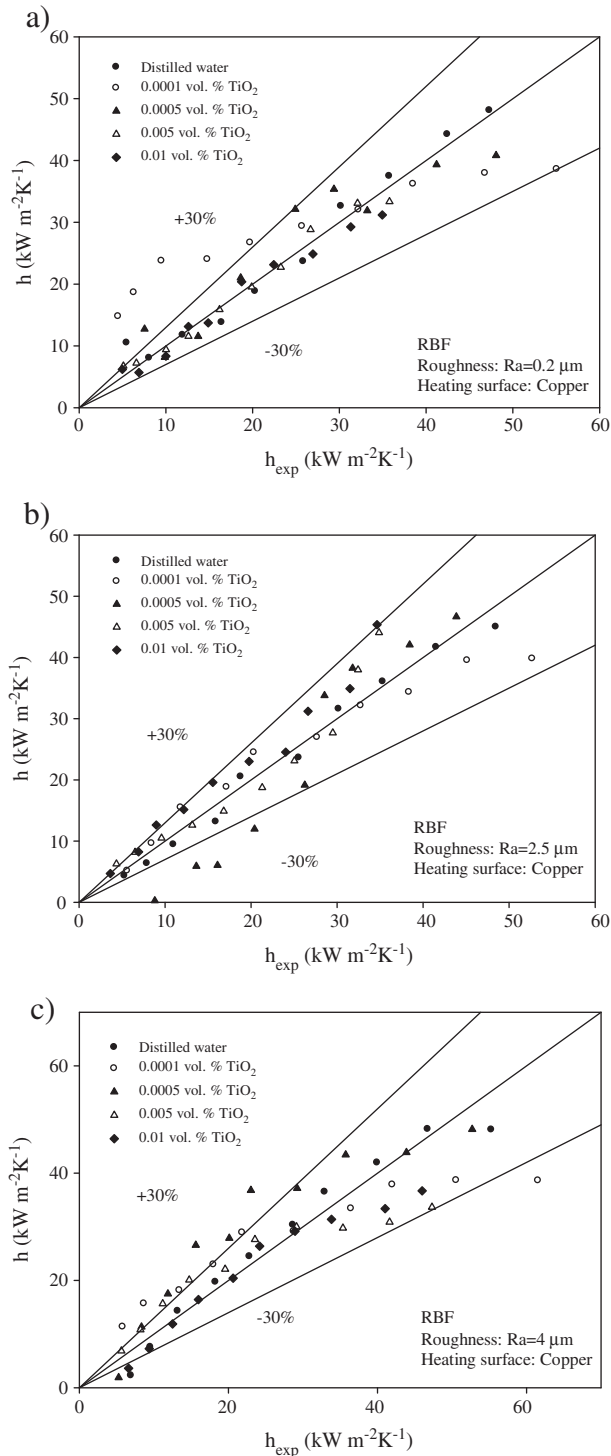 a)
60
50
40
30
20
10
0
h (kW m-2K-1)
Distilled water
0.0001 vol. % TiO2
0.0005 vol. % TiO2
0.005 vol. % TiO2
0.01 vol. % TiO2
+30%
-30%
RBF
Roughness: Ra=0.2 μm
Heating surface: Copper
0 10 20 30 40 50 60
hexp (kW m-2K-1)
b)
60
50
40
30
20
10
0
h (kW m-2K-1)
Distilled water
0.0001 vol. % TiO2
0.0005 vol. % TiO2
0.005 vol. % TiO2
0.01 vol. % TiO2
+30%
-30%
RBF
Roughness: Ra=2.5 μm
Heating surface: Copper
0 10 20 30 40 50 60
hexp (kW m-2K-1)
c)
60
40
20
0
h (kW m-2K-1)
Distilled water
0.0001 vol. % TiO2
0.0005 vol. % TiO2
0.005 vol. % TiO2
0.01 vol. % TiO2
+30%
-30%
RBF
Roughness: Ra=4 μm
Heating surface: Copper
0 20 40 60
hexp (kW m-2K-1)